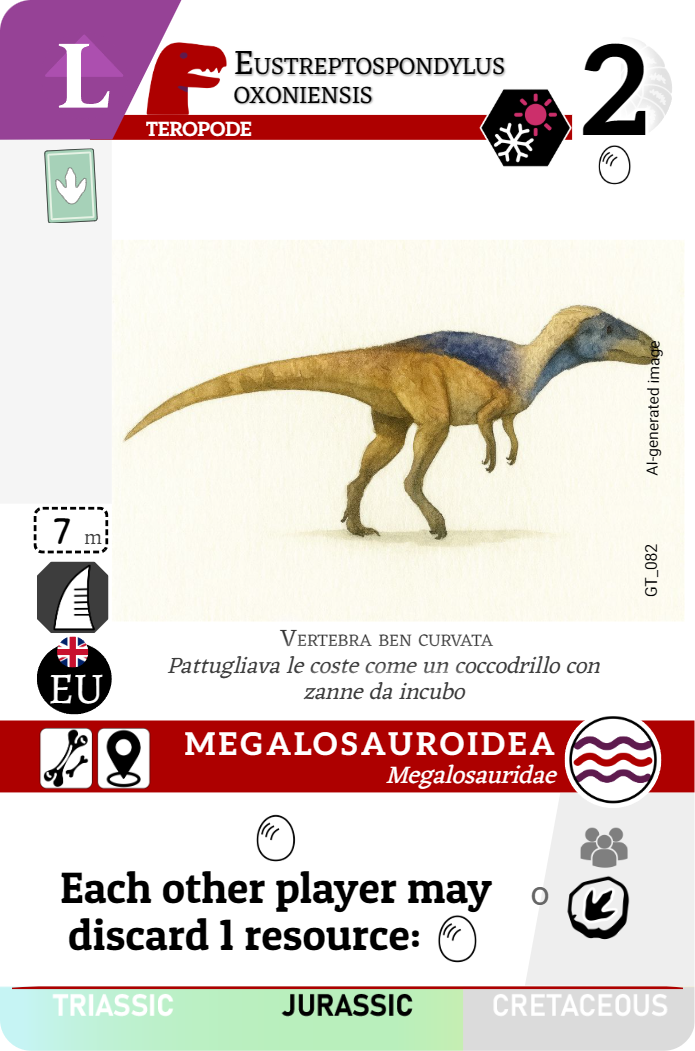 L
Eustreptospondylus
oxoniensis
2
TEROPODE
AI-generated image
GT_082
7 m
EU
Vertebra ben curvata
Pattugliava le coste come un coccodrillo con
zanne da incubo
MEGALOSAUROIDEA
Megalosauridae
Each other player may
discard 1 resource:
o
TRIASSIC JURASSIC CRETACEOUS